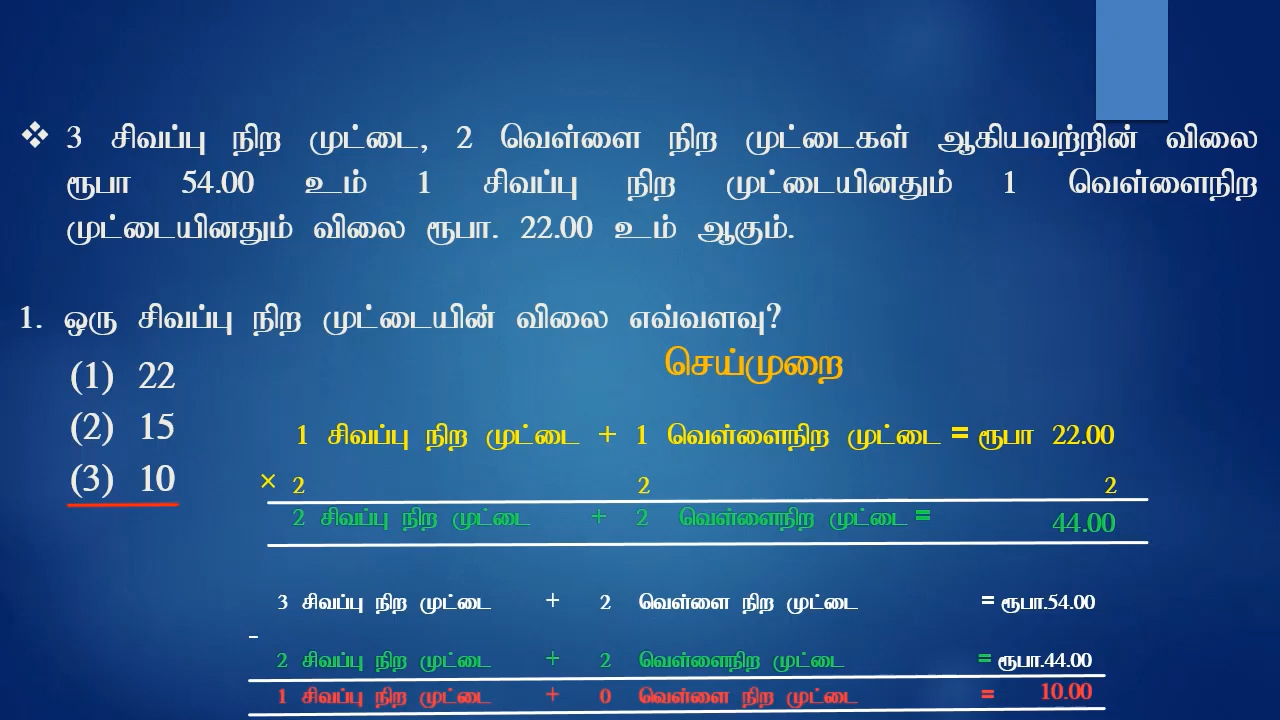 ❖ 3 சிவப்பு நிற முட்டை, 2 வெள்ளை நிற முட்டைகள் ஆகியவற்றின் விலை
ரூபா 54.00 உம் 1 சிவப்பு நிற முட்டையினதும் 1 வெள்ளைநிற
முட்டையினதும் விலை ரூபா. 22.00 உம் ஆகும்.
1. ஒரு சிவப்பு நிற முட்டையின் விலை எவ்வளவு?
செய்முறை
(1) 22
(2) 15
(3) 10
1 சிவப்பு நிற முட்டை + 1 வெள்ளைநிற முட்டை = ரூபா 22.00
× 2 2 2
2 சிவப்பு நிற முட்டை + 2 வெள்ளைநிற முட்டை = 44.00
3 சிவப்பு நிற முட்டை + 2 வெள்ளை நிற முட்டை = ரூபா.54.00
-
2 சிவப்பு நிற முட்டை + 2 வெள்ளைநிற முட்டை = ரூபா.44.00
1 சிவப்பு நிற முட்டை + 0 வெள்ளை நிற முட்டை = 10.00